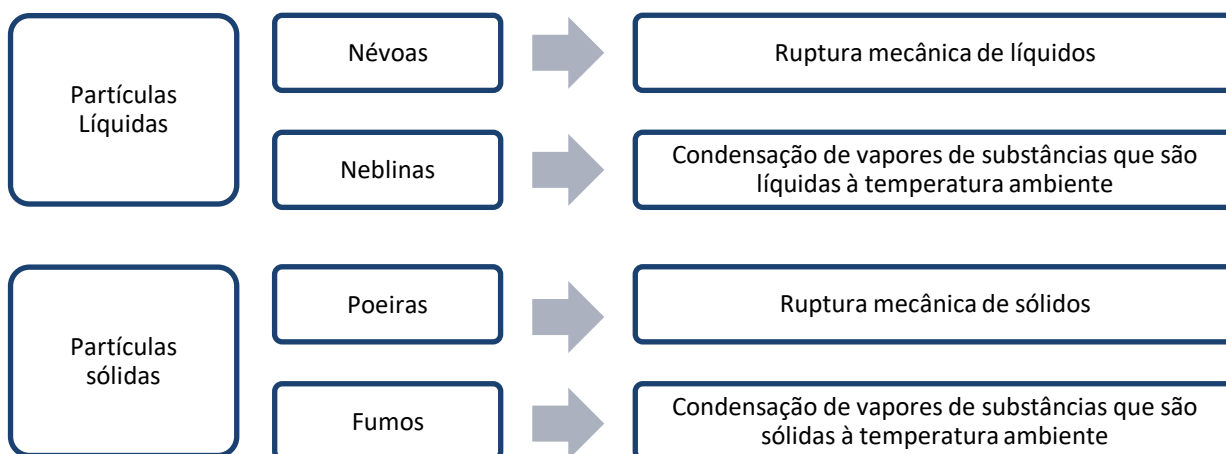 Partículas
Líquidas
Névoas
Ruptura mecânica de líquidos
Neblinas
Condensação de vapores de substâncias que são
líquidas à temperatura ambiente
Partículas
sólidas
Poeiras
Ruptura mecânica de sólidos
Fumos
Condensação de vapores de substâncias que são
sólidas à temperatura ambiente